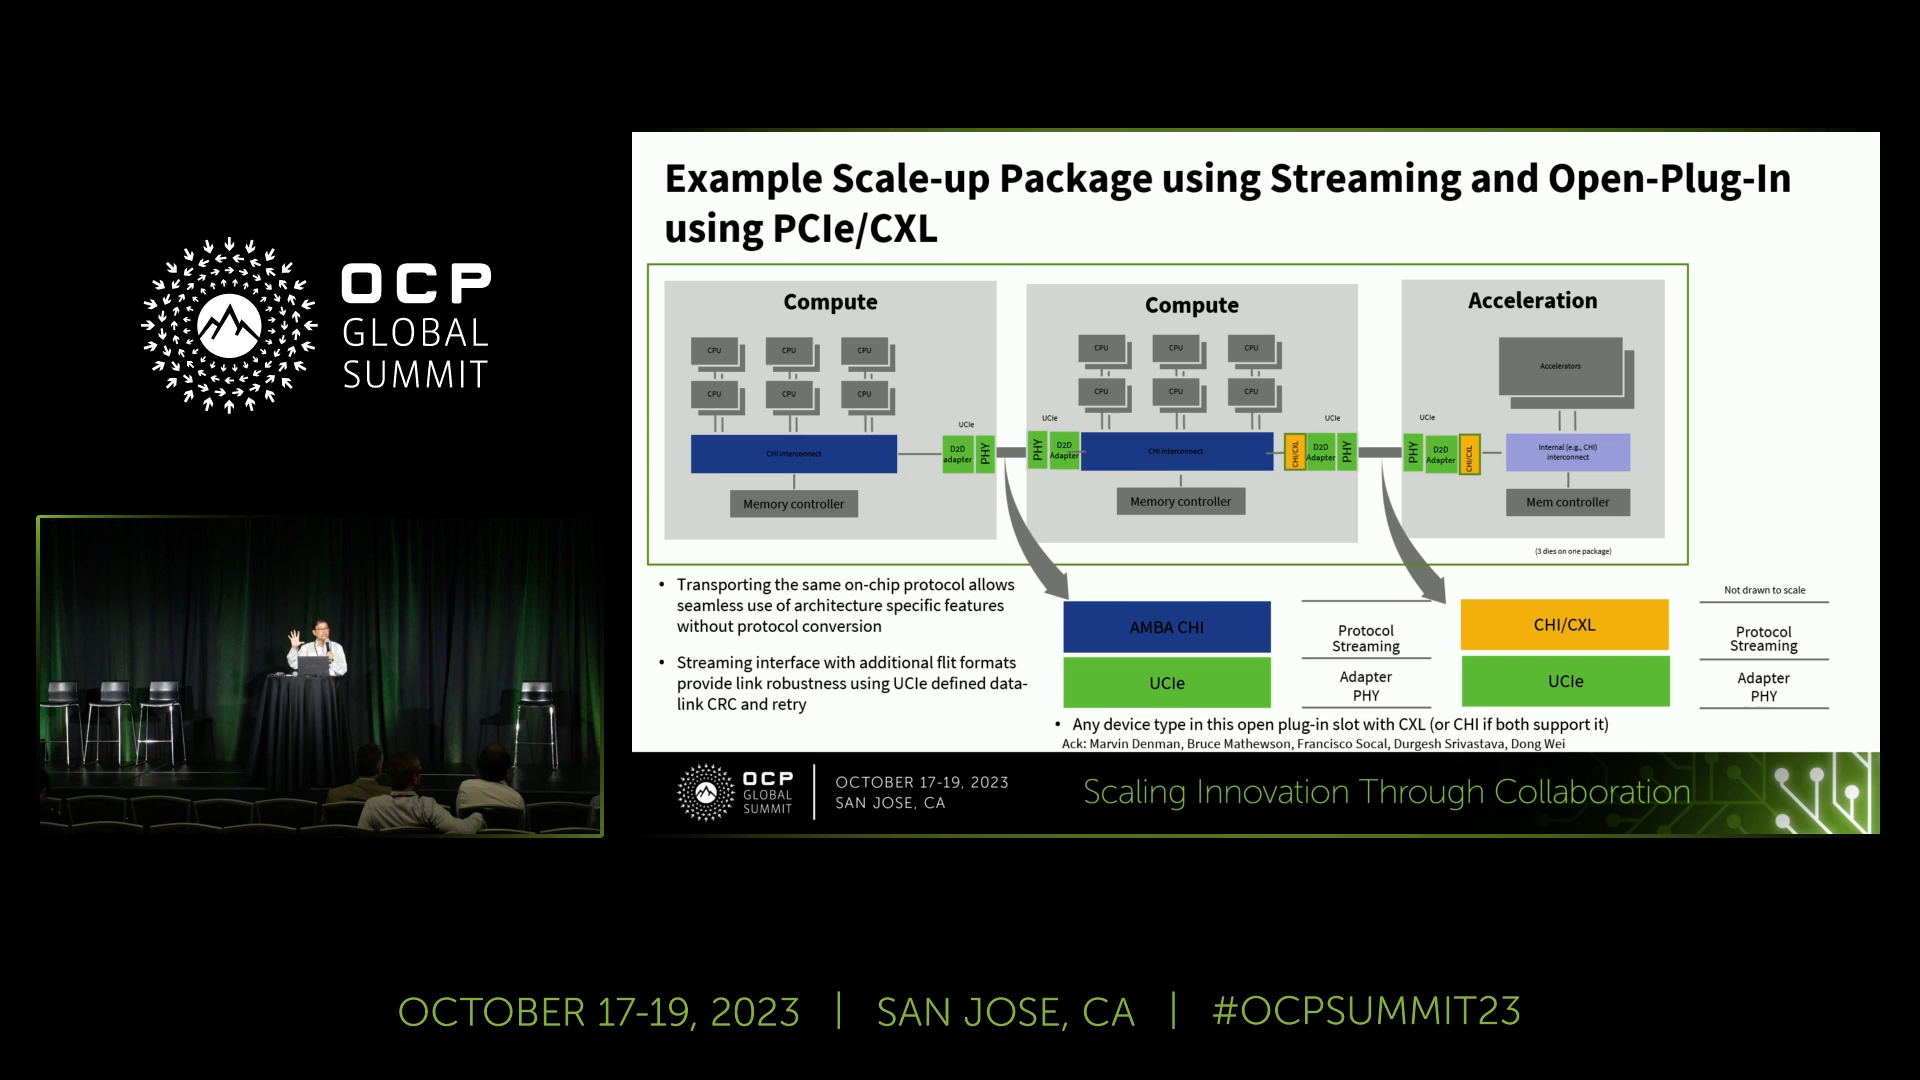 OCP
GLOBAL
SUMMIT
Example Scale-up Package using Streaming and Open-Plug-In
using PCIe/CXL
Compute
CPU
CPU
CPU
CPU
CPU
CPU
UCIe
CHI Interconnect
D2D
adapter
PHY
Memory controller
Compute
CPU
CPU
CPU
CPU
CPU
CPU
UCIe
UCIe
PHY
D2D
Adapter
CHI Interconnect
CHI/CXL
D2D
Adapter
PHY
Memory controller
Acceleration
Accelerators
UCIe
PHY
D2D
Adapter
CHI/CXL
Internal (e.g., CHI)
interconnect
Mem controller
(3 dies on one package)
• Transporting the same on-chip protocol allows
seamless use of architecture specific features
without protocol conversion
• Streaming interface with additional flit formats
provide link robustness using UCIe defined data-
link CRC and retry
AMBA CHI
UCIe
Protocol
Streaming
Adapter
PHY
CHI/CXL
UCIe
Not drawn to scale
Protocol
Streaming
Adapter
PHY
• Any device type in this open plug-in slot with CXL (or CHI if both support it)
Ack: Marvin Denman, Bruce Mathewson, Francisco Socal, Durgesh Srivastava, Dong Wei
OCP
GLOBAL
SUMMIT
OCTOBER 17-19, 2023
SAN JOSE, CA
Scaling Innovation Through Collaboration
OCTOBER 17-19, 2023 | SAN JOSE, CA | #OCPSUMMIT23